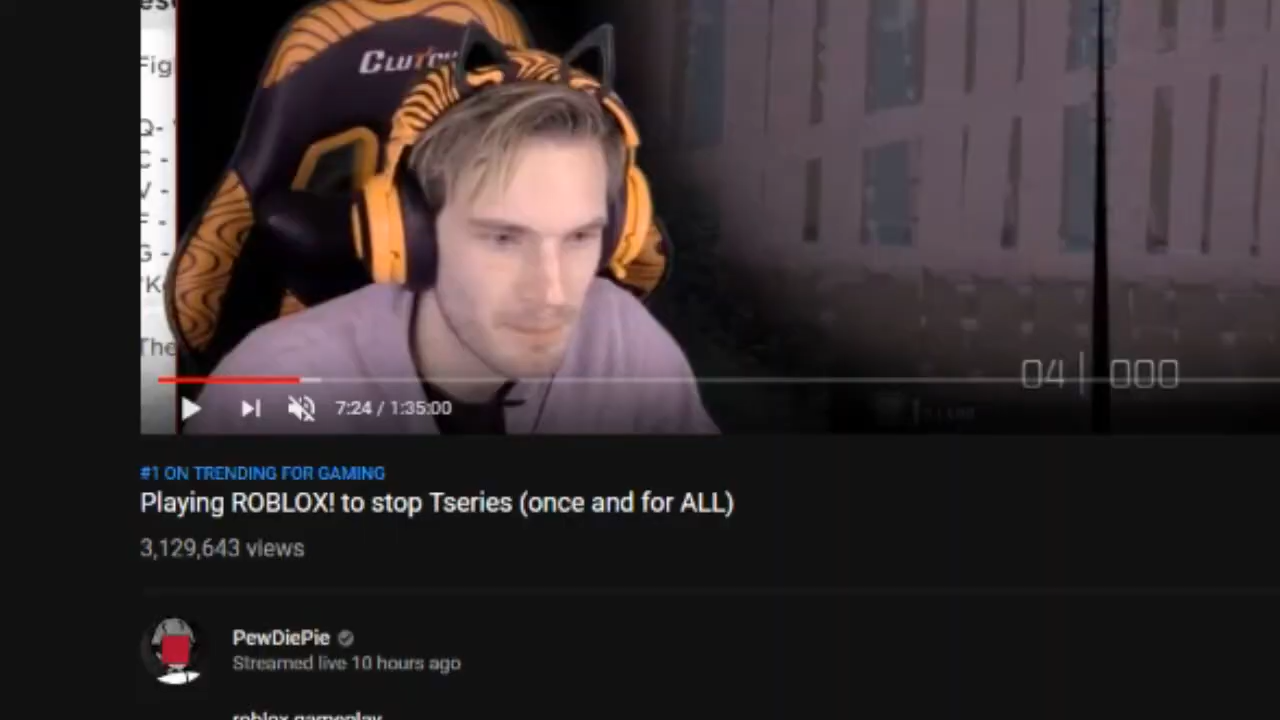 Fig
Q-
C -
V -
F -
G -
The
04| 000
7:24 / 1:35:00
#1 ON TRENDING FOR GAMING
Playing ROBLOX! to stop Tseries (once and for ALL)
3,129,643 views
PewDiePie
Streamed live 10 hours ago
roblox gameplay